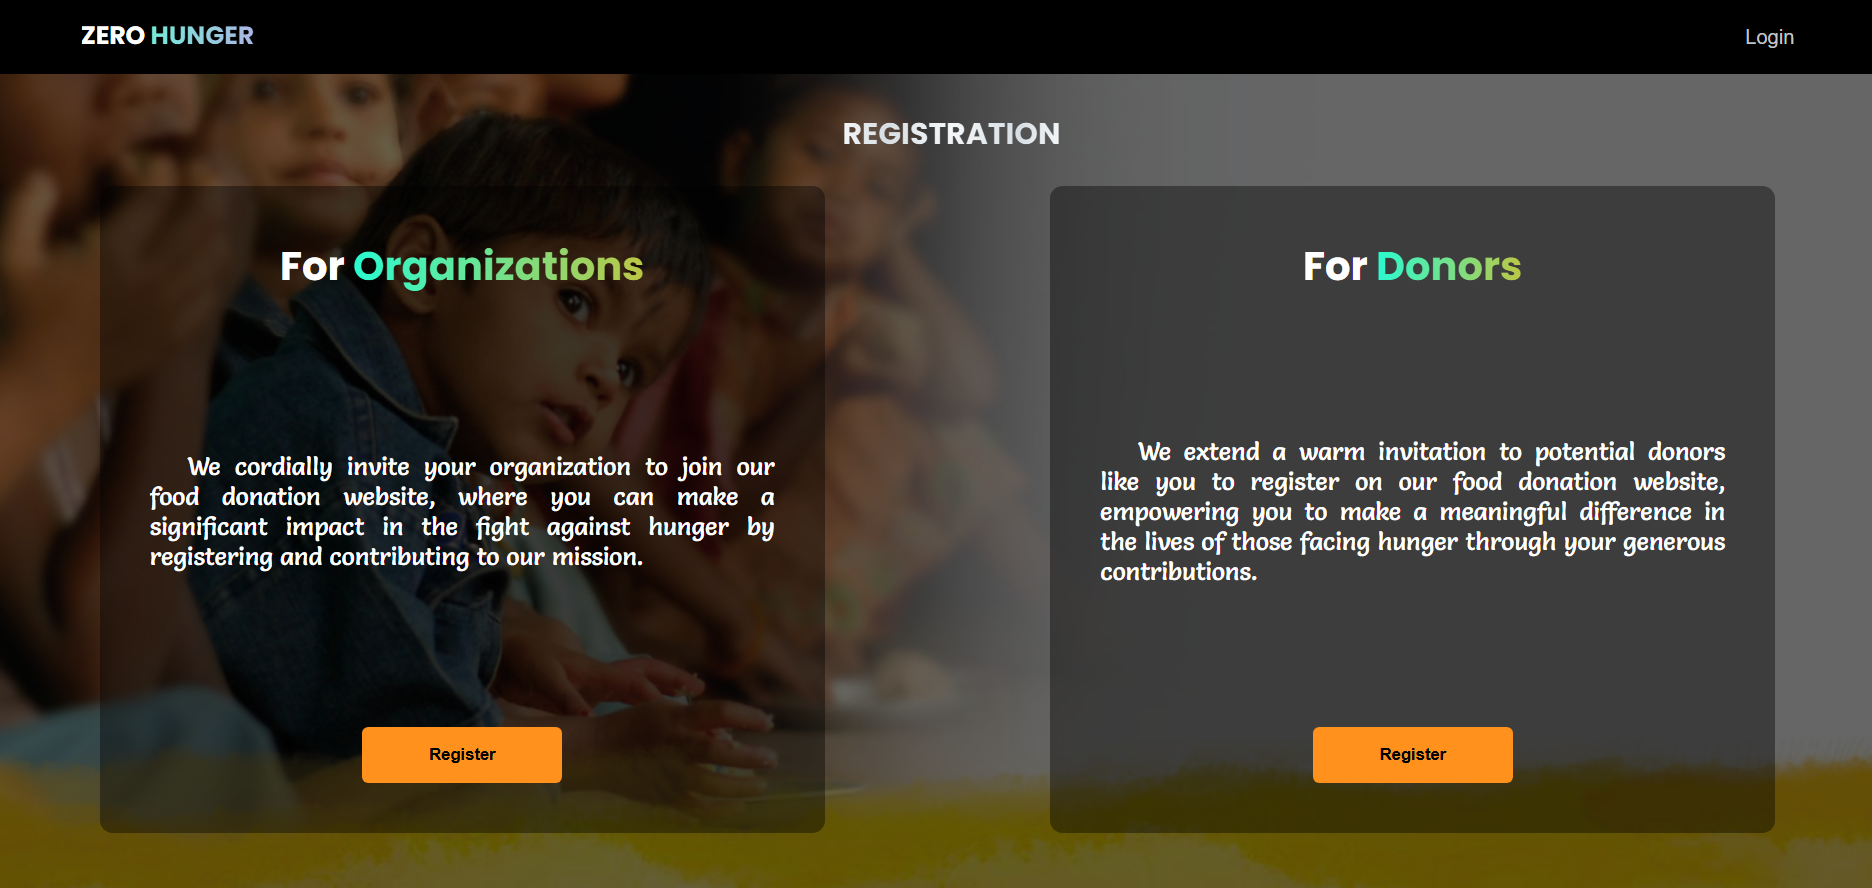 ZERO HUNGER
Login
REGISTRATION
For Organizations
We cordially invite your organization to join our
food donation website, where you can make a
significant impact in the fight against hunger by
registering and contributing to our mission.
Register
For Donors
We extend a warm invitation to potential donors
like you to register on our food donation website,
empowering you to make a meaningful difference in
the lives of those facing hunger through your generous
contributions.
Register